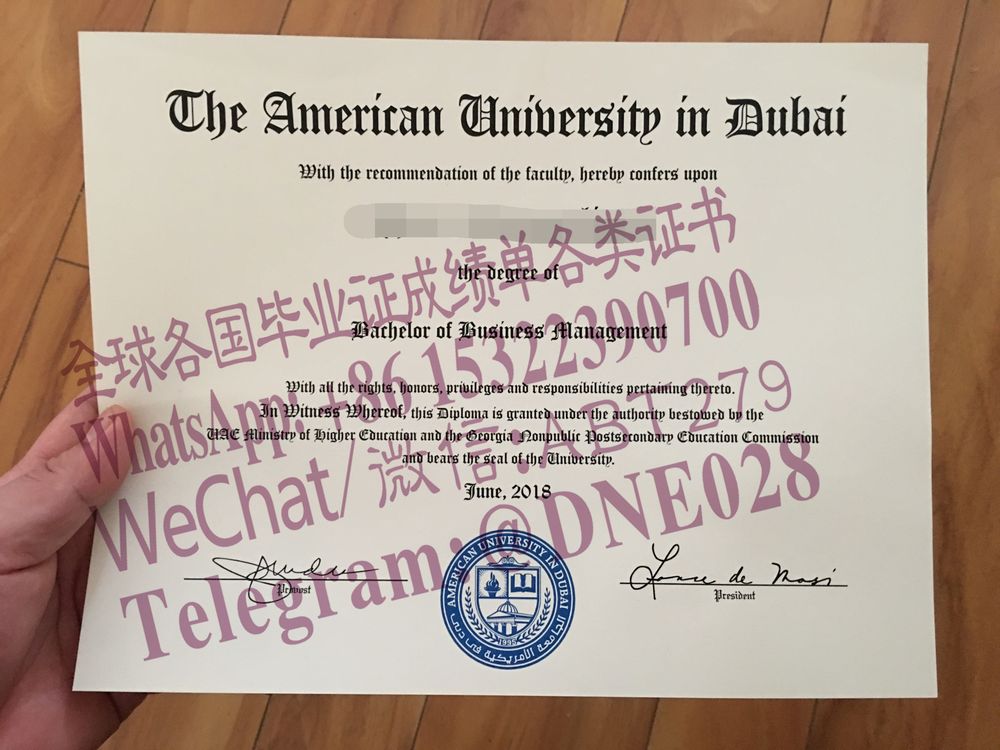 The American University in Dubai
With the recommendation of the faculty, hereby confers upon
the degree of
Bachelor of Business Management
With all the rights, honors, privileges and responsibilities pertaining thereto.
In Witness Whereof, this Diploma is granted under the authority bestowed by the
UAE Ministry of Higher Education and the Georgia Nonpublic Postsecondary Education Commission
and bears the seal of the University.
June, 2018
Provost
President
Lance de Masi
AMERICAN UNIVERSITY IN DUBAI
1995
الجامعة الأمريكية في دبي
全球各国毕业证成绩单各类证书
WhatsApp: +86 15322390700
WeChat/微信:ABT279
Telegram: @DNE028